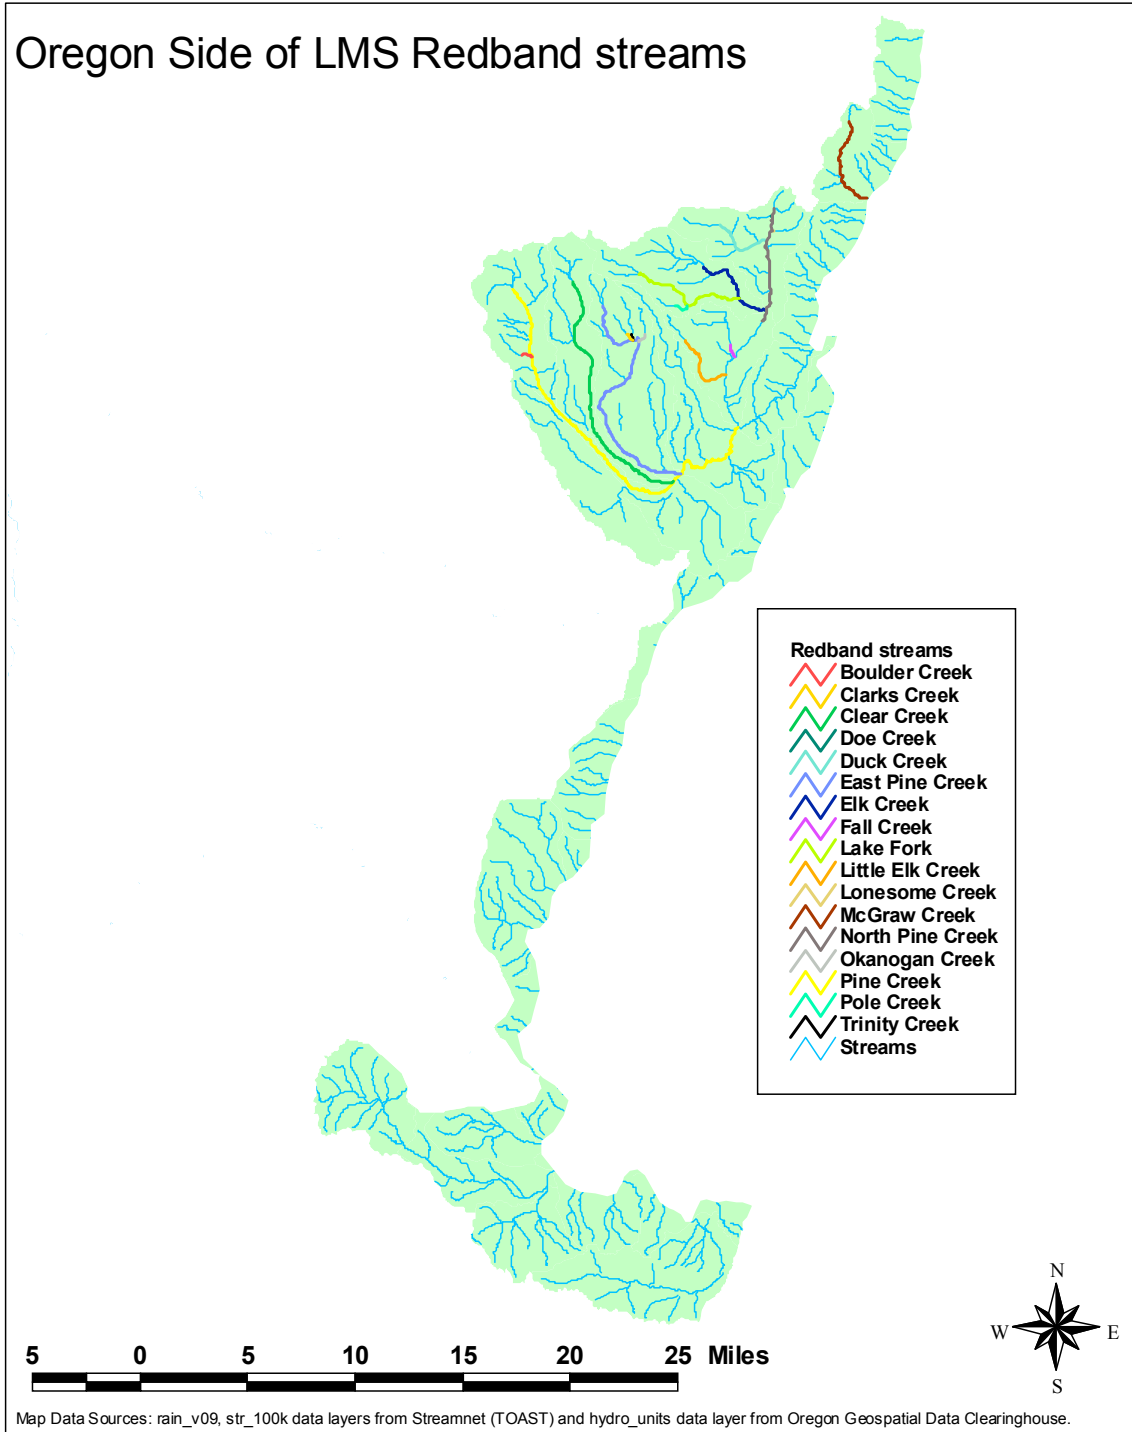 Oregon Side of LMS Redband streams
Redband streams
Boulder Creek
Clarks Creek
Clear Creek
Doe Creek
Duck Creek
East Pine Creek
Elk Creek
Fall Creek
Lake Fork
Little Elk Creek
Lonesome Creek
McGraw Creek
North Pine Creek
Okanogan Creek
Pine Creek
Pole Creek
Trinity Creek
Streams
N
W E
S
5 0 5 10 15 20 25 Miles
Map Data Sources: rain_v09, str_100k data layers from Streamnet (TOAST) and hydro_units data layer from Oregon Geospatial Data Clearinghouse.